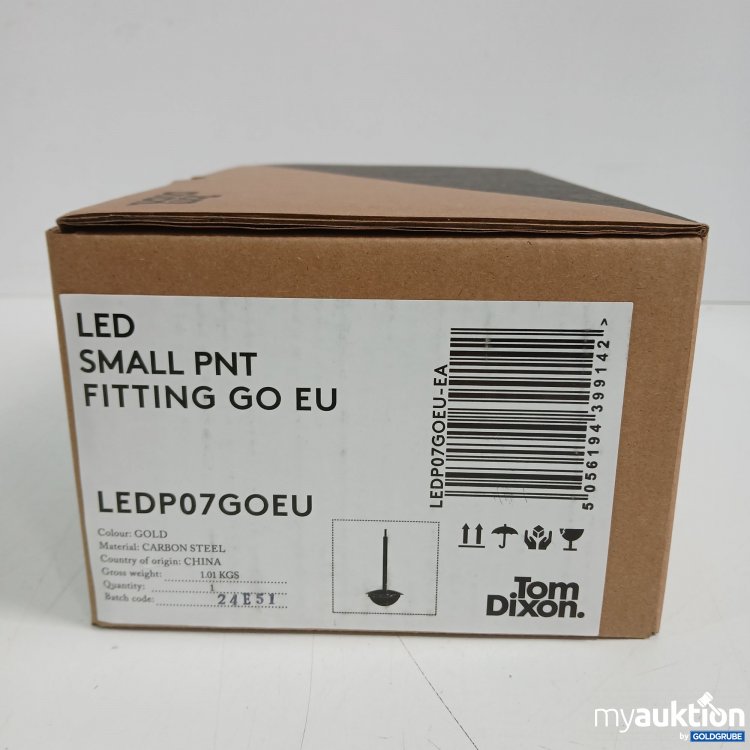 LED
SMALL PNT
FITTING GO EU
LEDP07GOEU
Colour: GOLD
Material: CARBON STEEL
Country of origin: CHINA
Gross weight: 1.01 KGS
Quantity: 1
Batch code: 24E51
LEDP07GOEU-EA
5 056194 399142 >
Tom
Dixon.
myauktion
by GOLDGRUBE